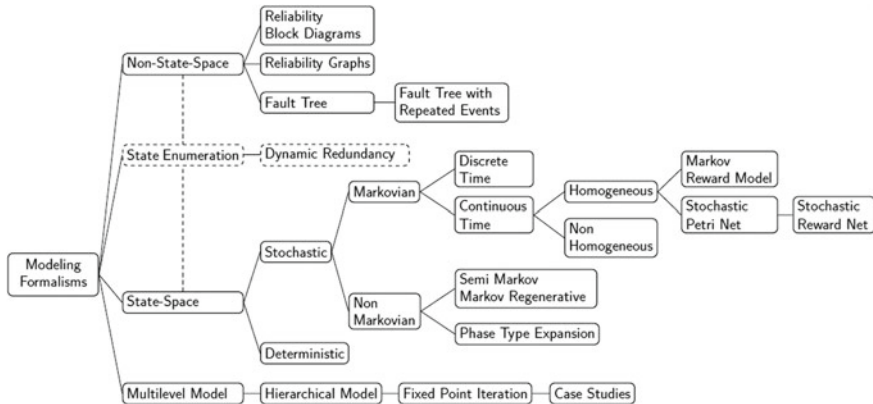 Reliability
Block Diagrams
Non-State-Space
Reliability Graphs
Fault Tree
Fault Tree with
Repeated Events
State Enumeration
Dynamic Redundancy
Discrete
Time
Markov
Reward Model
Markovian
Homogeneous
Continuous
Time
Stochastic
Petri Net
Stochastic
Reward Net
Non
Homogeneous
Stochastic
Modeling
Formalisms
Semi Markov
Markov Regenerative
State-Space
Non
Markovian
Phase Type Expansion
Deterministic
Multilevel Model
Hierarchical Model
Fixed Point Iteration
Case Studies